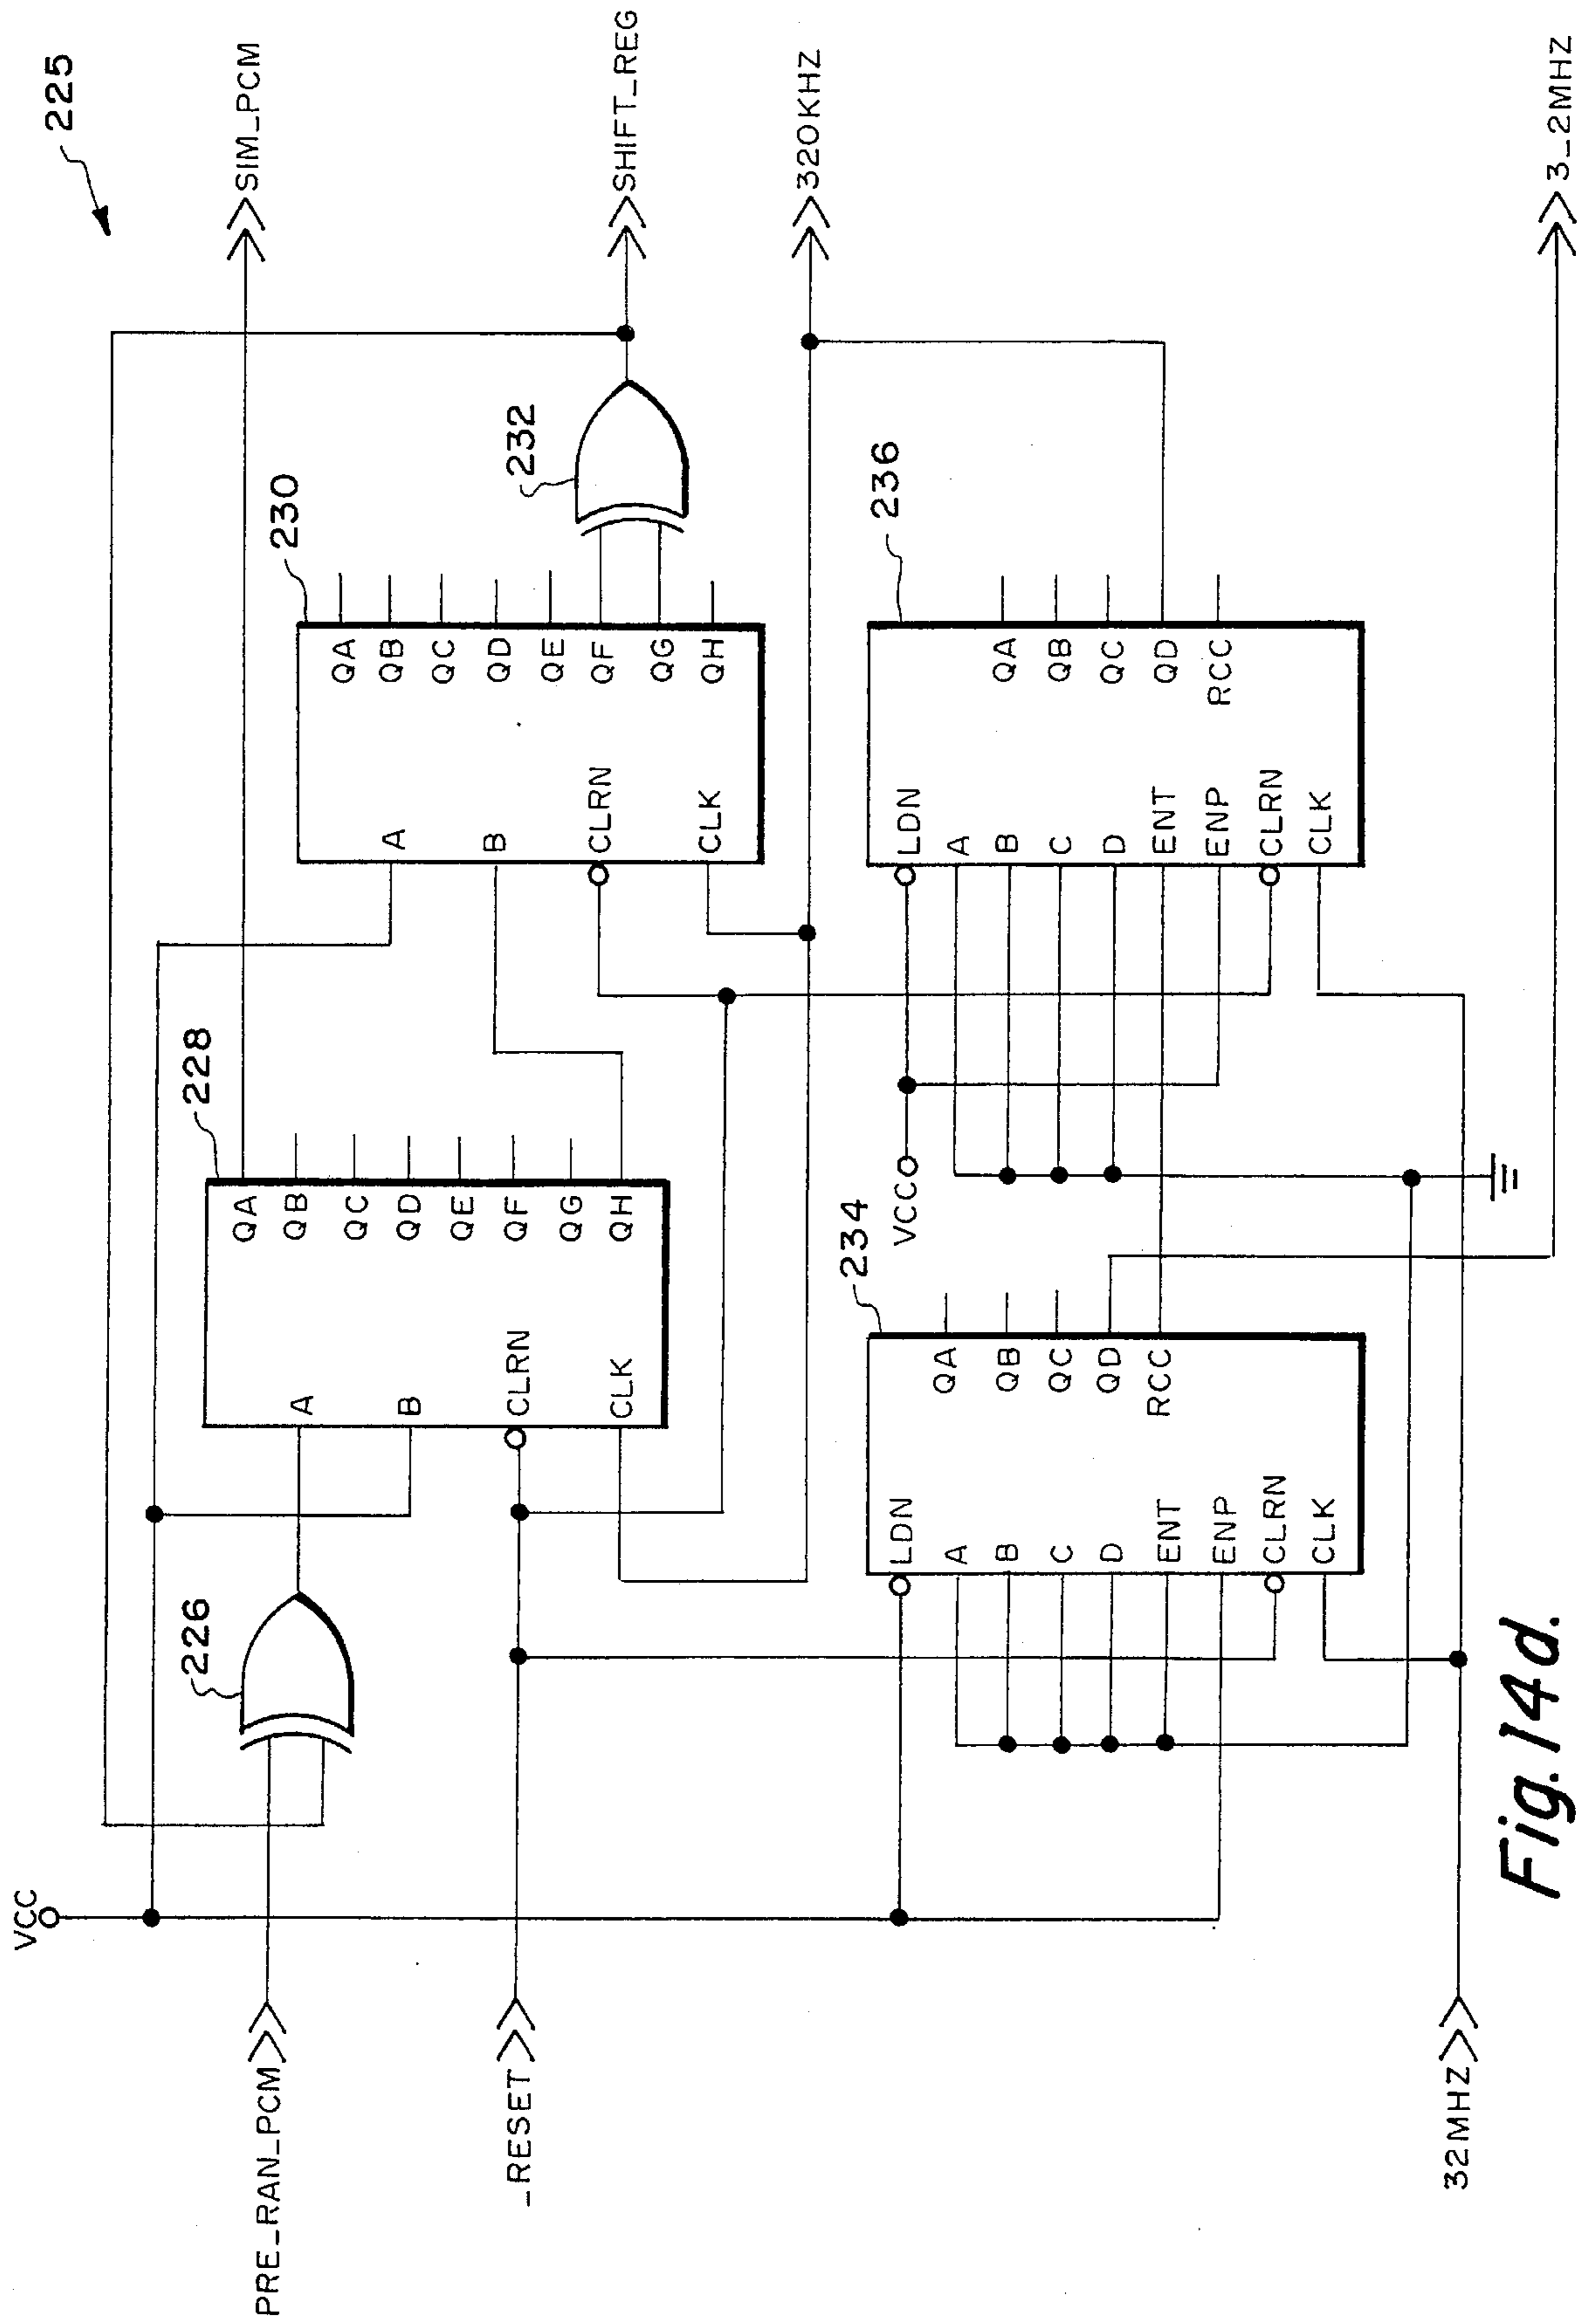 225
VCC
PRE_RAN_PCM
_RESET
32MHZ
SIM_PCM
SHIFT_REG
320KHZ
3_2MHZ
226
228
A
B
CLRN
CLK
QA
QB
QC
QD
QE
QF
QG
QH
230
A
B
CLRN
CLK
QA
QB
QC
QD
QE
QF
QG
QH
232
234
LDN
A
B
C
D
ENT
ENP
CLRN
CLK
QA
QB
QC
QD
RCC
VCC
236
LDN
A
B
C
D
ENT
ENP
CLRN
CLK
QA
QB
QC
QD
RCC
Fig. 14d.